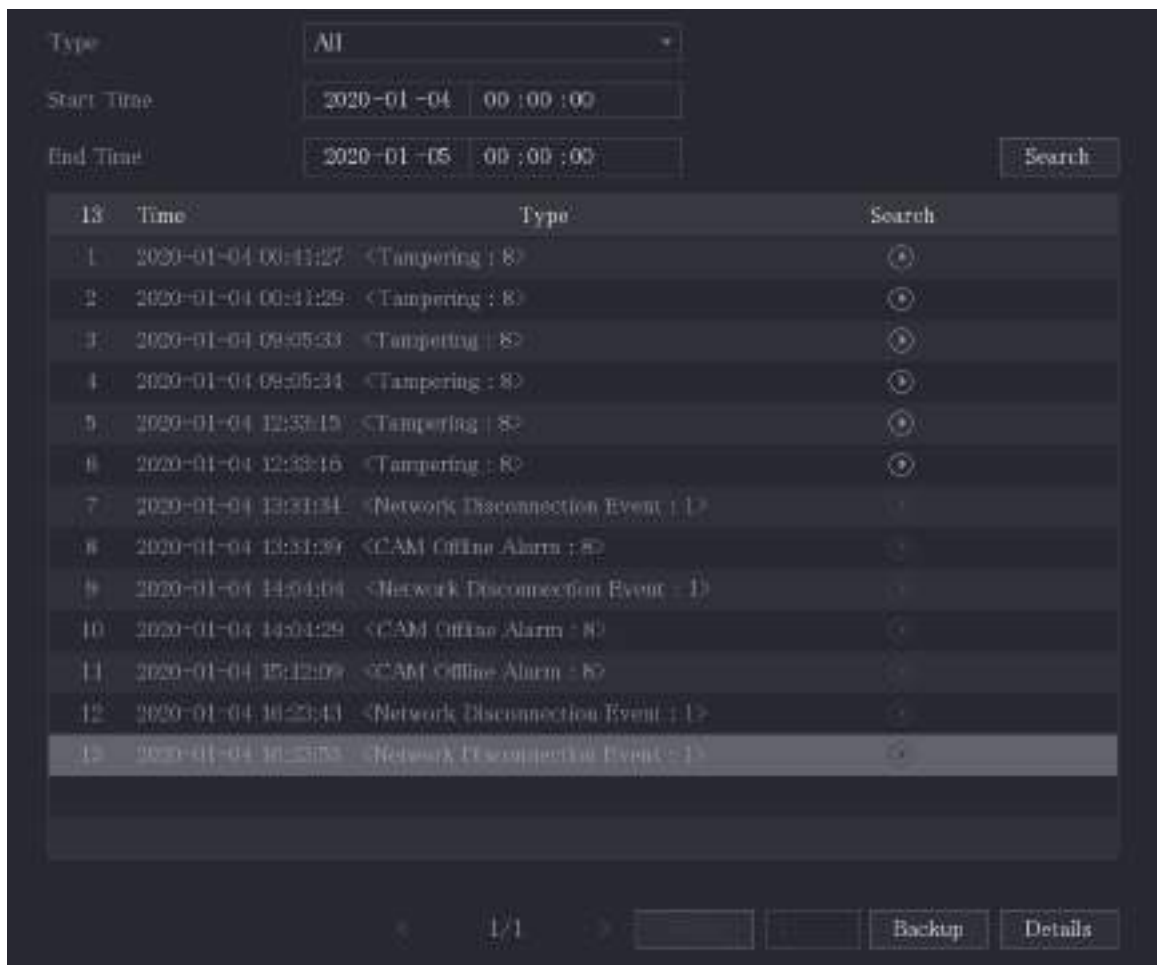 Type All
Start Time 2020-01-04 00:00:00
End Time 2020-01-05 00:00:00 Search
13 Time Type Search
1 2020-01-04 00:41:27 <Tampering : 8>
2 2020-01-04 00:41:29 <Tampering : 8>
3 2020-01-04 09:05:33 <Tampering : 8>
4 2020-01-04 09:05:34 <Tampering : 8>
5 2020-01-04 12:33:15 <Tampering : 8>
6 2020-01-04 12:33:16 <Tampering : 8>
7 2020-01-04 13:31:34 <Network Disconnection Event : 1>
8 2020-01-04 13:31:39 <CAM Offline Alarm : 8>
9 2020-01-04 14:04:04 <Network Disconnection Event : 1>
10 2020-01-04 14:04:29 <CAM Offline Alarm : 8>
11 2020-01-04 15:12:09 <CAM Offline Alarm : 8>
12 2020-01-04 16:23:43 <Network Disconnection Event : 1>
13 2020-01-04 16:23:53 <Network Disconnection Event : 1>
1/1 Backup Details